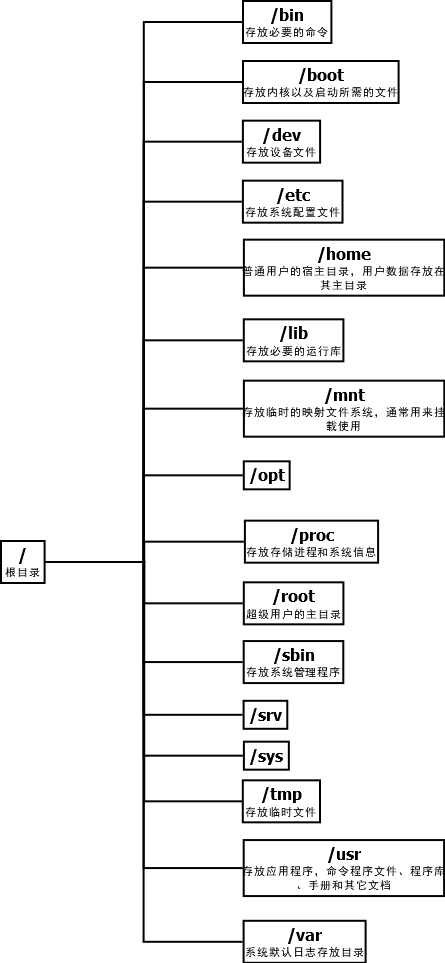 /bin
存放必要的命令
/boot
存放内核以及启动所需的文件
/dev
存放设备文件
/etc
存放系统配置文件
/home
普通用户的宿主目录，用户数据存放在
其主目录
/lib
存放必要的运行库
/mnt
存放临时的映射文件系统，通常用来挂
载使用
/opt
/proc
存放存储进程和系统信息
/
根目录
/root
超级用户的主目录
/sbin
存放系统管理程序
/srv
/sys
/tmp
存放临时文件
/usr
存放应用程序，命令程序文件、程序库
、手册和其它文档
/var
系统默认日志存放目录